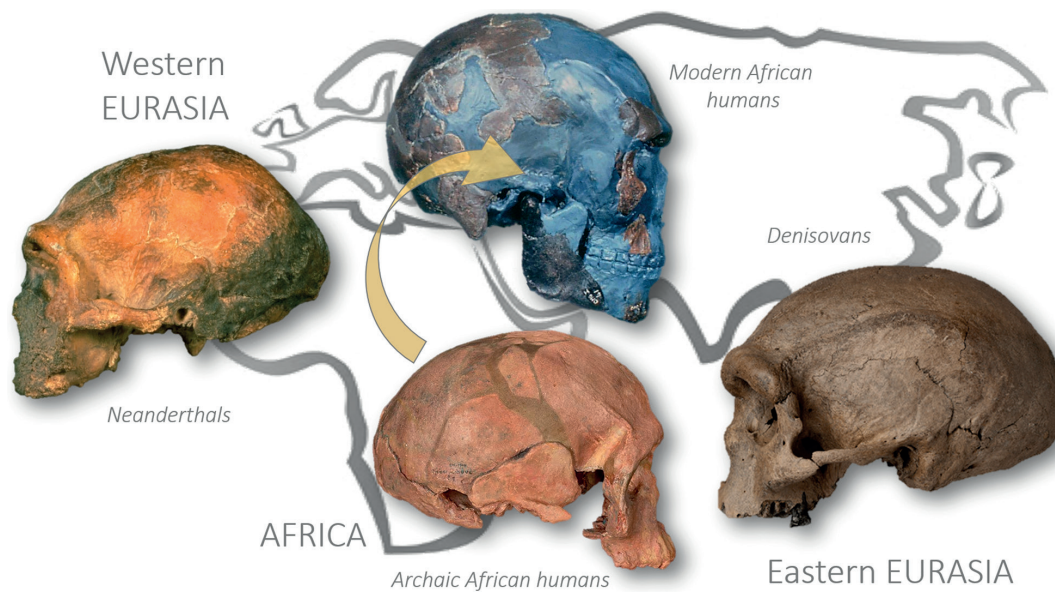 Western
EURASIA
Modern African
humans
Denisovans
Neanderthals
AFRICA
Archaic African humans
Eastern EURASIA